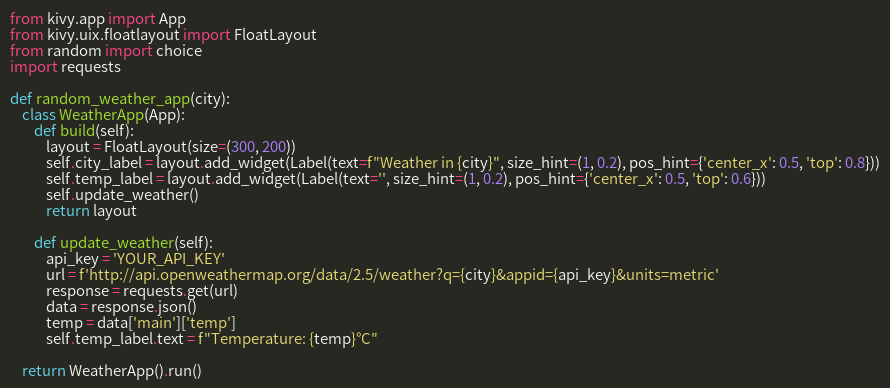 from kivy.app import App
from kivy.uix.floatlayout import FloatLayout
from random import choice
import requests

def random_weather_app(city):
    class WeatherApp(App):
        def build(self):
            layout = FloatLayout(size=(300, 200))
            self.city_label = layout.add_widget(Label(text=f"Weather in {city}", size_hint=(1, 0.2), pos_hint={'center_x': 0.5, 'top': 0.8}))
            self.temp_label = layout.add_widget(Label(text='', size_hint=(1, 0.2), pos_hint={'center_x': 0.5, 'top': 0.6}))
            self.update_weather()
            return layout

        def update_weather(self):
            api_key = 'YOUR_API_KEY'
            url = f'http://api.openweathermap.org/data/2.5/weather?q={city}&appid={api_key}&units=metric'
            response = requests.get(url)
            data = response.json()
            temp = data['main']['temp']
            self.temp_label.text = f"Temperature: {temp}°C"

    return WeatherApp().run()